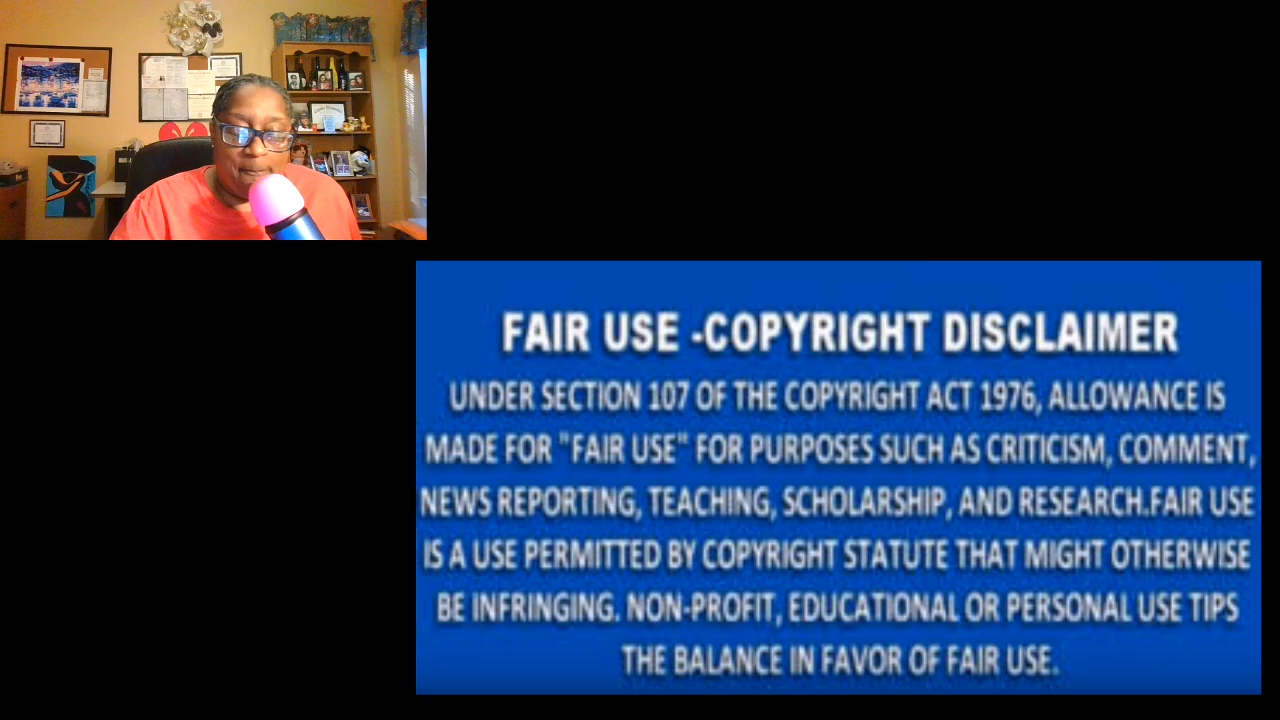 FAIR USE -COPYRIGHT DISCLAIMER
UNDER SECTION 107 OF THE COPYRIGHT ACT 1976, ALLOWANCE IS
MADE FOR "FAIR USE" FOR PURPOSES SUCH AS CRITICISM, COMMENT,
NEWS REPORTING, TEACHING, SCHOLARSHIP, AND RESEARCH.FAIR USE
IS A USE PERMITTED BY COPYRIGHT STATUTE THAT MIGHT OTHERWISE
BE INFRINGING. NON-PROFIT, EDUCATIONAL OR PERSONAL USE TIPS
THE BALANCE IN FAVOR OF FAIR USE.